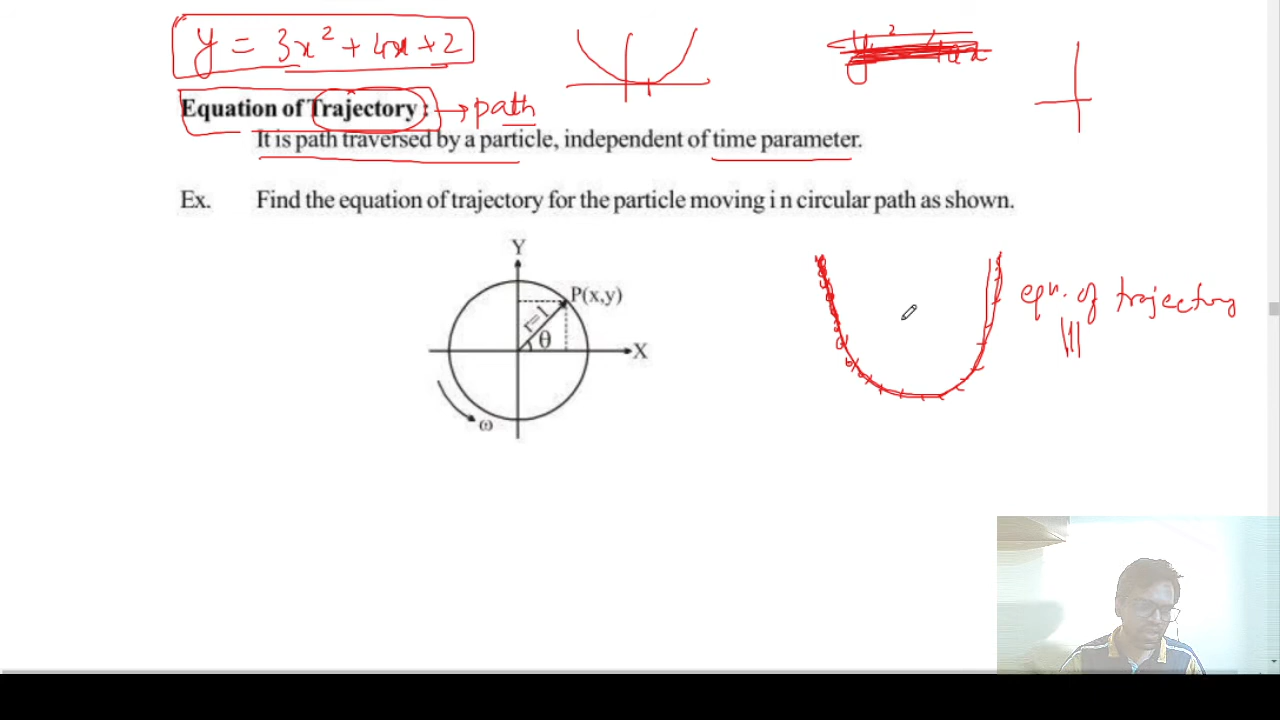 y = 3x² + 4x + 2
Equation of Trajectory : → path
It is path traversed by a particle, independent of time parameter.
Ex. Find the equation of trajectory for the particle moving i n circular path as shown.
Y
P(x,y)
r=1
θ
X
ω
eqn. of trajectory